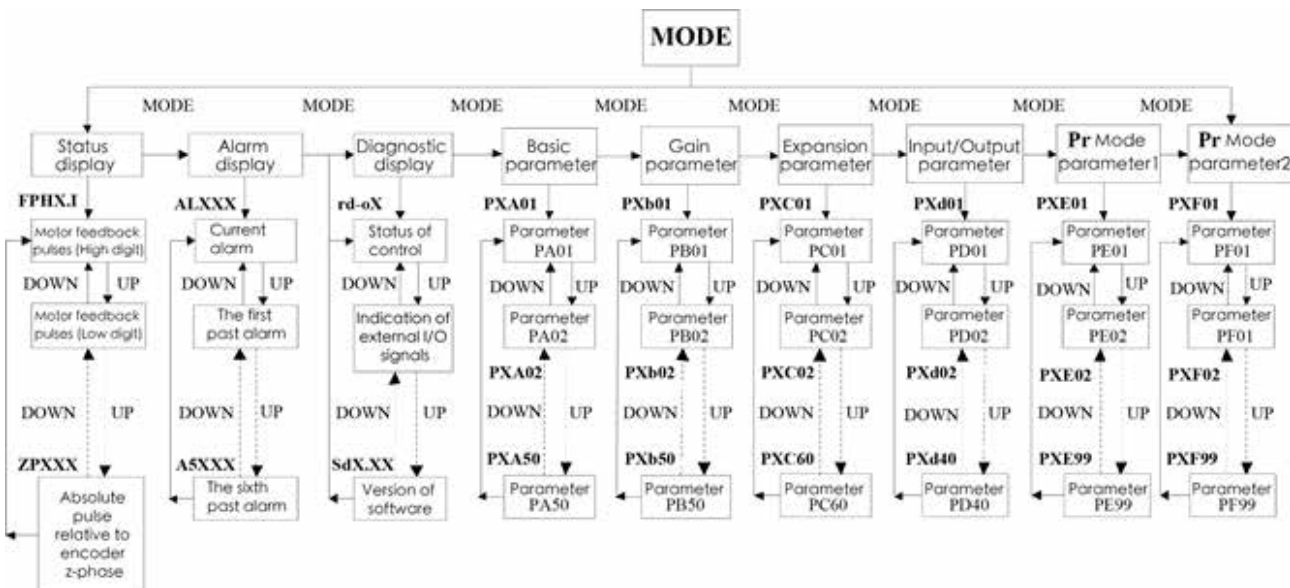 MODE
MODE MODE MODE MODE MODE MODE MODE MODE
Status
display
Alarm
display
Diagnostic
display
Basic
parameter
Gain
parameter
Expansion
parameter
Input/Output
parameter
Pr Mode
parameter1
Pr Mode
parameter2
FPHX.I
ALXXX
rd-oX
PXA01
PXb01
PXC01
PXd01
PXE01
PXF01
Motor feedback
pulses (High digit)
Current
alarm
Status of
control
Parameter
PA01
Parameter
PB01
Parameter
PC01
Parameter
PD01
Parameter
PE01
Parameter
PF01
DOWN UP
DOWN UP
DOWN UP
DOWN UP
DOWN UP
DOWN UP
DOWN UP
DOWN UP
DOWN UP
Motor feedback
pulses (Low digit)
The first
past alarm
Indication of
external I/O
signals
Parameter
PA02
Parameter
PB02
Parameter
PC02
Parameter
PD02
Parameter
PE02
Parameter
PF01
PXA02
PXb02
PXC02
PXd02
PXE02
PXF02
DOWN UP
DOWN UP
DOWN UP
DOWN UP
DOWN UP
DOWN UP
DOWN UP
DOWN UP
DOWN UP
ZPXXX
A5XXX
SdX.XX
PXA50
PXb50
PXC60
PXd40
PXE99
PXF99
Absolute
pulse
relative to
encoder
z-phase
The sixth
past alarm
Version of
software
Parameter
PA50
Parameter
PB50
Parameter
PC60
Parameter
PD40
Parameter
PE99
Parameter
PF99